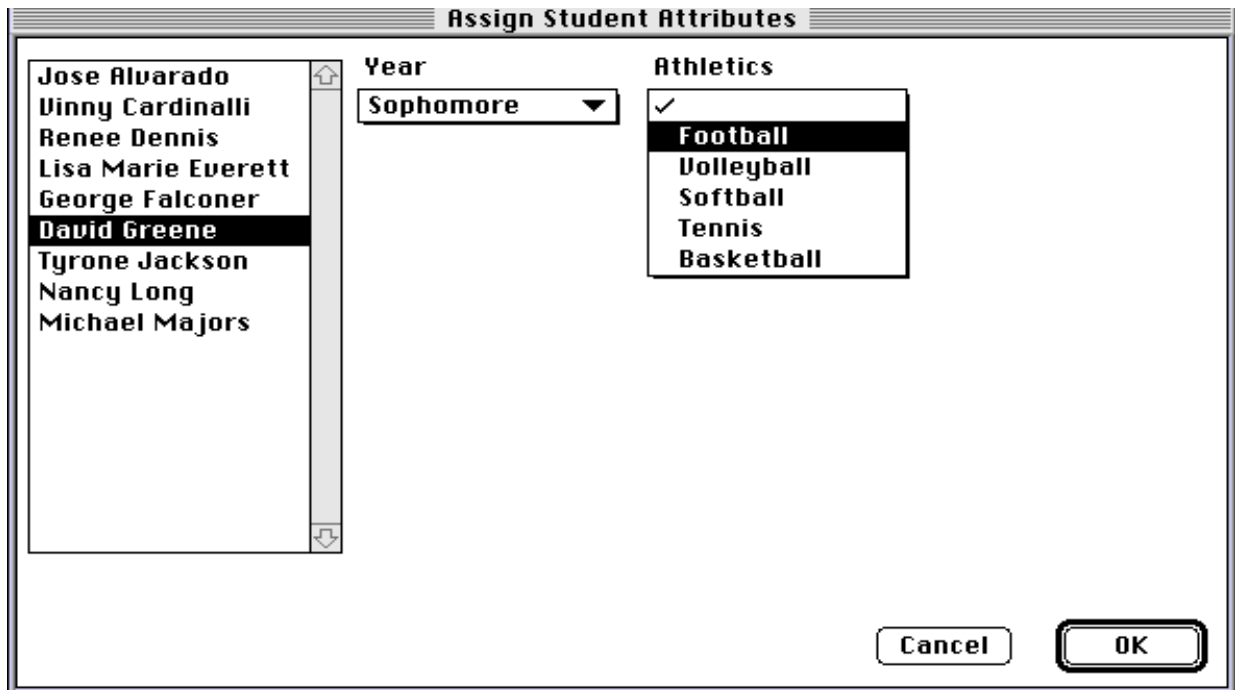 Assign Student Attributes
Jose Alvarado
Vinny Cardinalli
Renee Dennis
Lisa Marie Everett
George Falconer
David Greene
Tyrone Jackson
Nancy Long
Michael Majors
Year
Sophomore
Athletics
Football
Volleyball
Softball
Tennis
Basketball
Cancel
OK